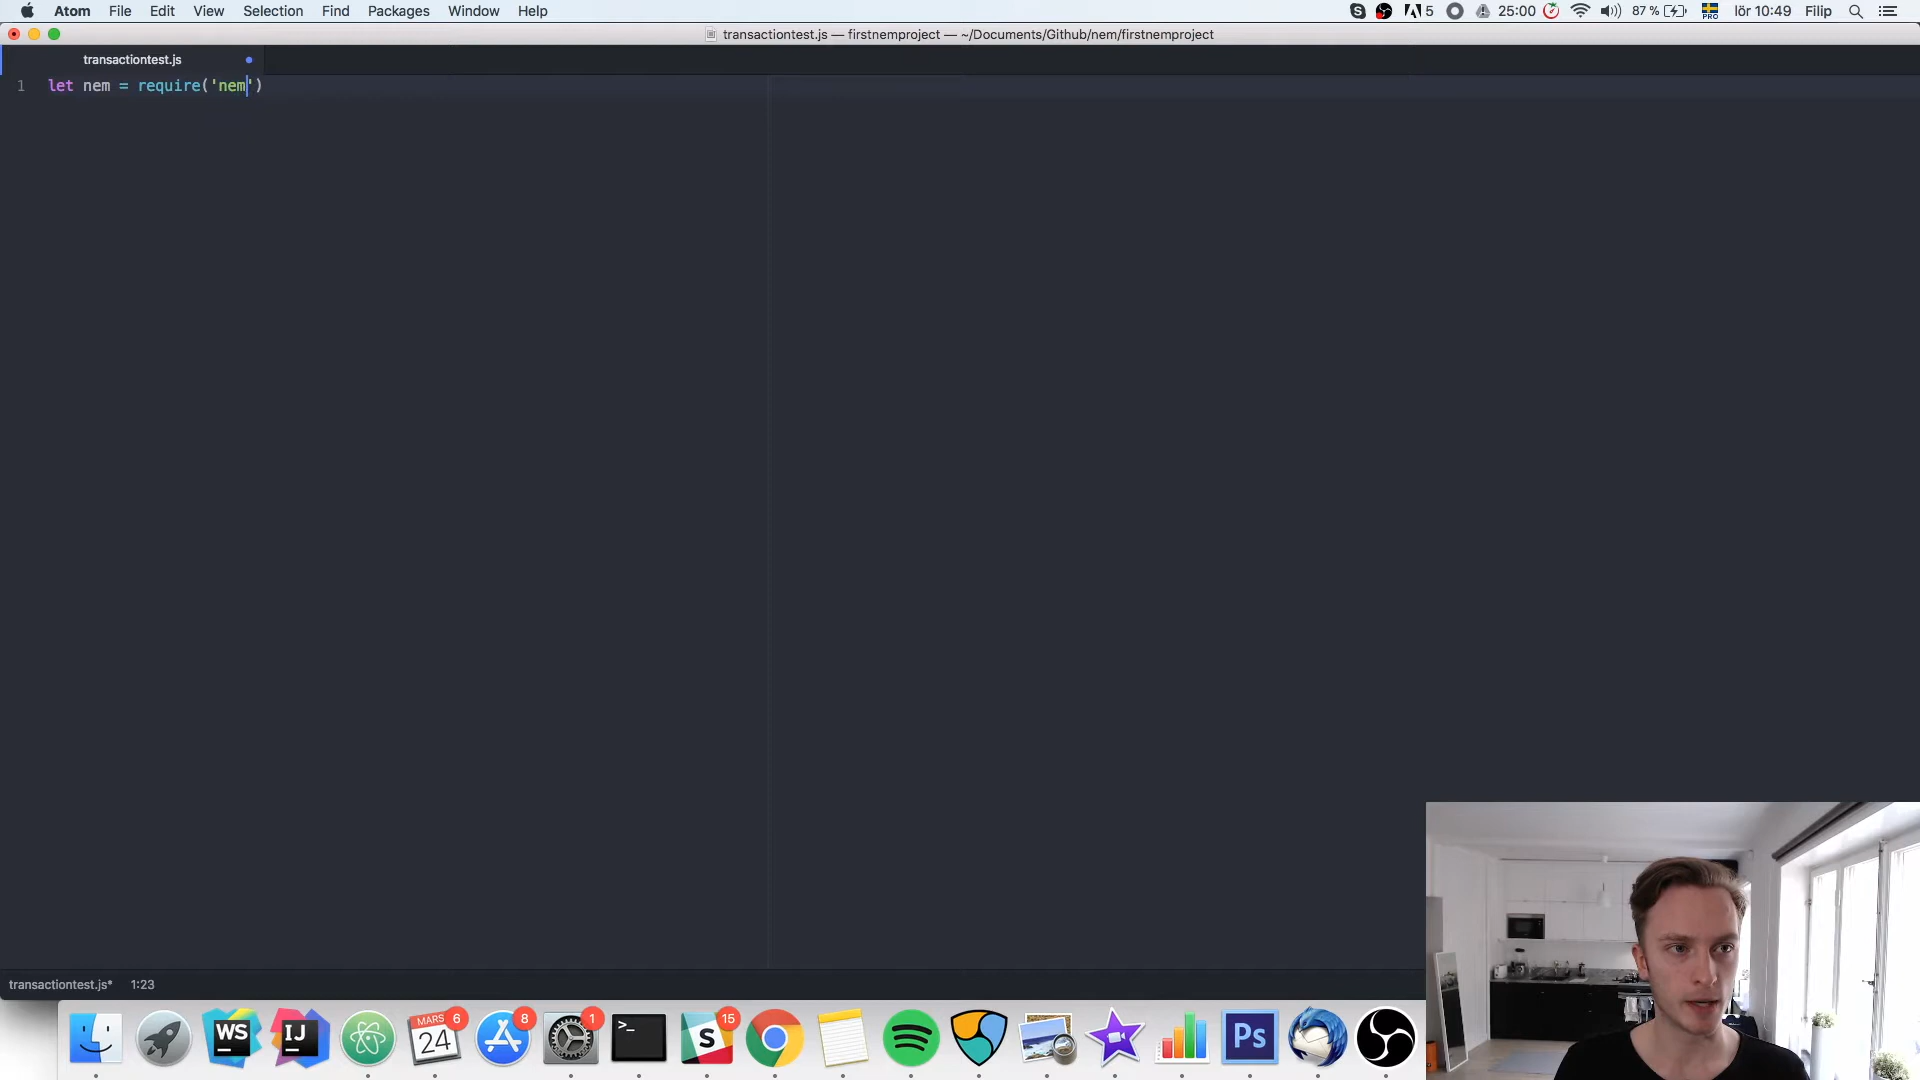 Atom File Edit View Selection Find Packages Window Help 5 25:00 87 % PRO lör 10:49 Filip
transactiontest.js — firstnemproject — ~/Documents/Github/nem/firstnemproject
transactiontest.js
1 let nem = require('nem')
transactiontest.js* 1:23
WS IJ MARS 24 6 8 1 >_ S 15 Ps